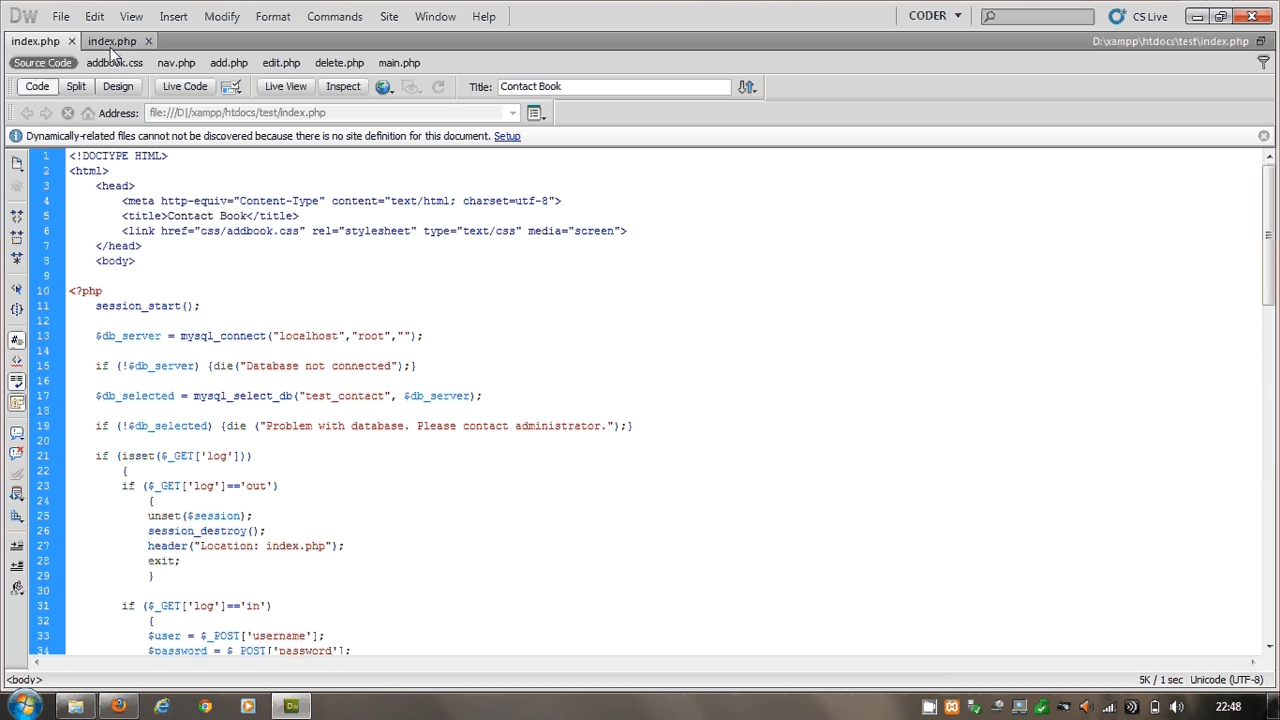 DW File Edit View Insert Modify Format Commands Site Window Help CODER CS Live
index.php index.php D:\xampp\htdocs\test\index.php
Source Code addbook.css nav.php add.php edit.php delete.php main.php
Code Split Design Live Code Live View Inspect Title: Contact Book
Address: file:///D|/xampp/htdocs/test/index.php
Dynamically-related files cannot not be discovered because there is no site definition for this document. Setup
1 <!DOCTYPE HTML>
2 <html>
3 <head>
4 <meta http-equiv="Content-Type" content="text/html; charset=utf-8">
5 <title>Contact Book</title>
6 <link href="css/addbook.css" rel="stylesheet" type="text/css" media="screen">
7 </head>
8 <body>
9
10 <?php
11 session_start();
12
13 $db_server = mysql_connect("localhost","root","");
14
15 if (!$db_server) {die("Database not connected");}
16
17 $db_selected = mysql_select_db("test_contact", $db_server);
18
19 if (!$db_selected) {die ("Problem with database. Please contact administrator.");}
20
21 if (isset($_GET['log']))
22 {
23 if ($_GET['log']=='out')
24 {
25 unset($session);
26 session_destroy();
27 header("Location: index.php");
28 exit;
29 }
30
31 if ($_GET['log']=='in')
32 {
33 $user = $_POST['username'];
34 $password = $_POST['password'];
<body> 5K / 1 sec Unicode (UTF-8)
Dw 22:48